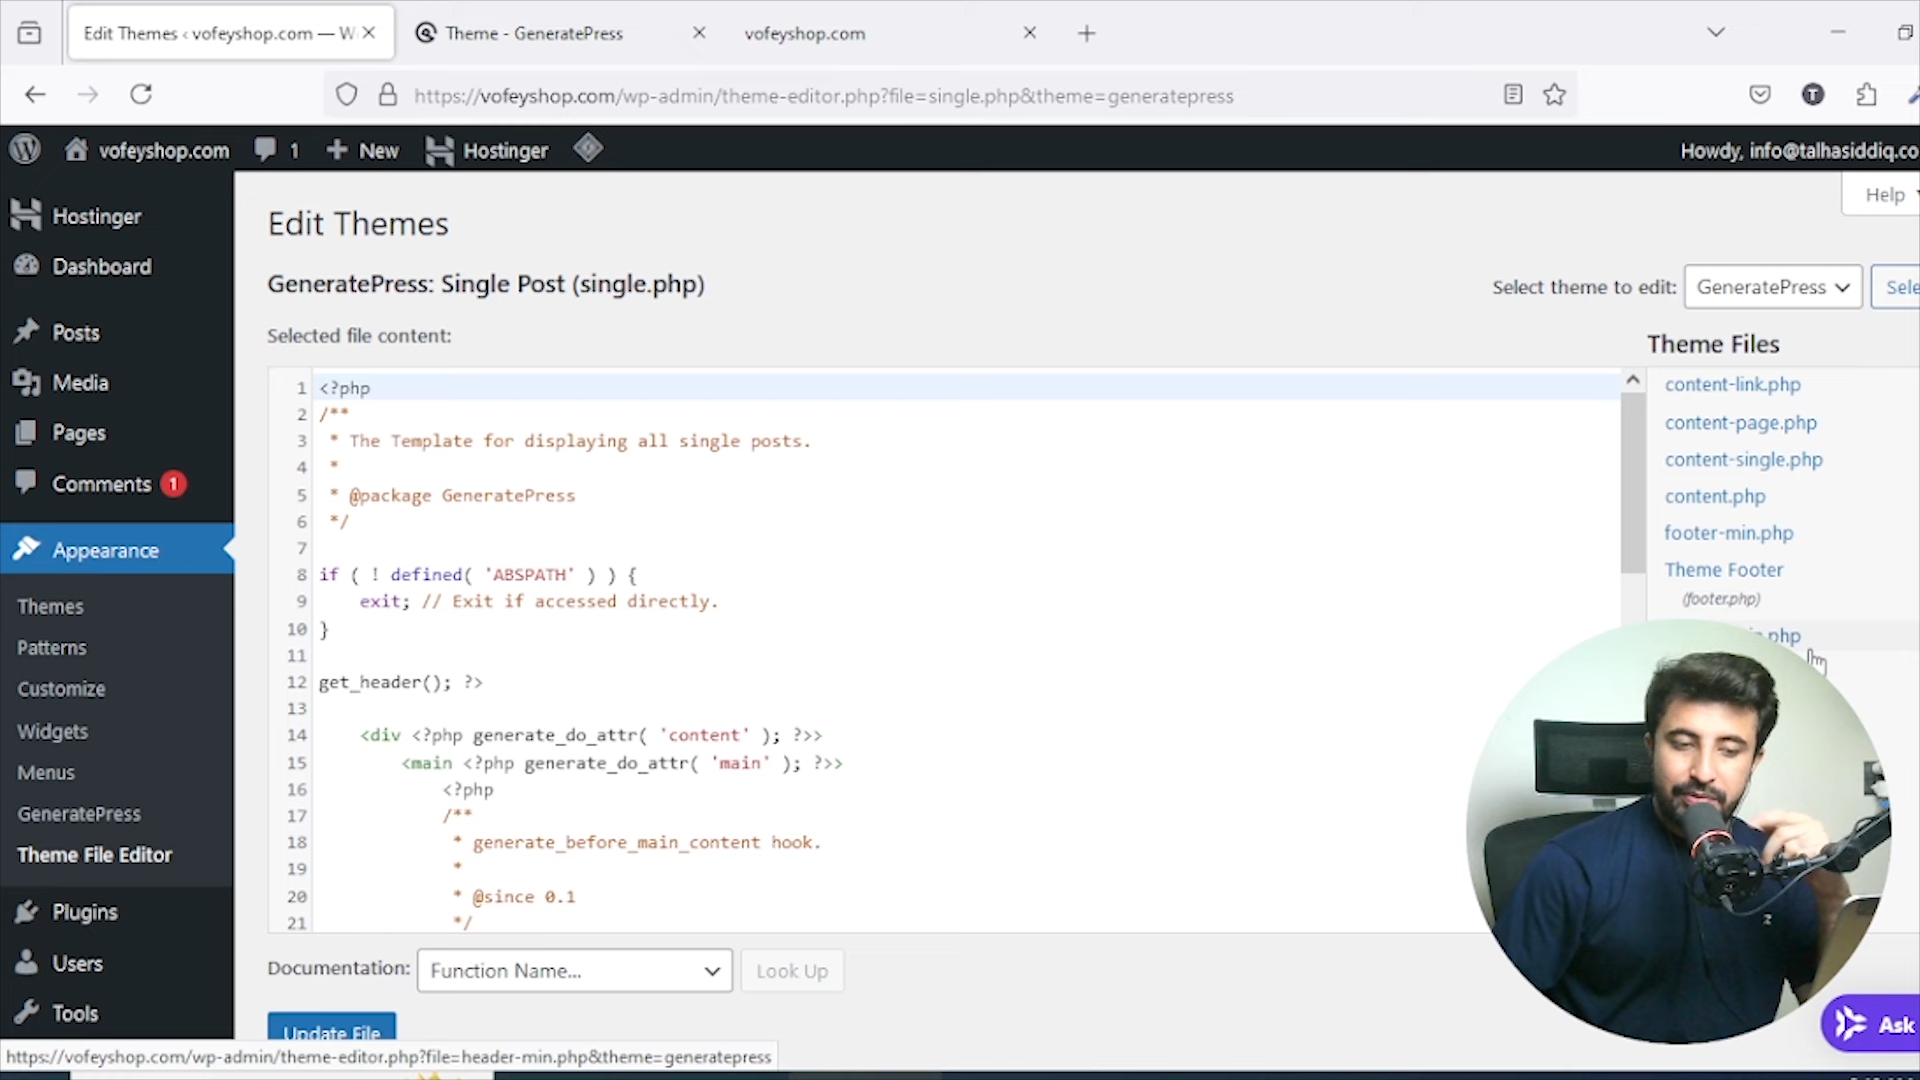 Edit Themes ‹ vofeyshop.com — W
Theme - GeneratePress
vofeyshop.com
https://vofeyshop.com/wp-admin/theme-editor.php?file=single.php&theme=generatepress
T
vofeyshop.com
1
New
Hostinger
Howdy, info@talhasiddiq.co
Help
Hostinger
Dashboard
Posts
Media
Pages
Comments 1
Appearance
Themes
Patterns
Customize
Widgets
Menus
GeneratePress
Theme File Editor
Plugins
Users
Tools
Edit Themes
GeneratePress: Single Post (single.php)
Select theme to edit: GeneratePress
Sele
Selected file content:
1 <?php
2 /**
3  * The Template for displaying all single posts.
4  *
5  * @package GeneratePress
6  */
7
8 if ( ! defined( 'ABSPATH' ) ) {
9     exit; // Exit if accessed directly.
10 }
11
12 get_header(); ?>
13
14     <div <?php generate_do_attr( 'content' ); ?>>
15         <main <?php generate_do_attr( 'main' ); ?>>
16             <?php
17             /**
18              * generate_before_main_content hook.
19              *
20              * @since 0.1
21              */
Theme Files
content-link.php
content-page.php
content-single.php
content.php
footer-min.php
Theme Footer
(footer.php)
.php
Documentation: Function Name...
Look Up
Update File
Ask
https://vofeyshop.com/wp-admin/theme-editor.php?file=header-min.php&theme=generatepress